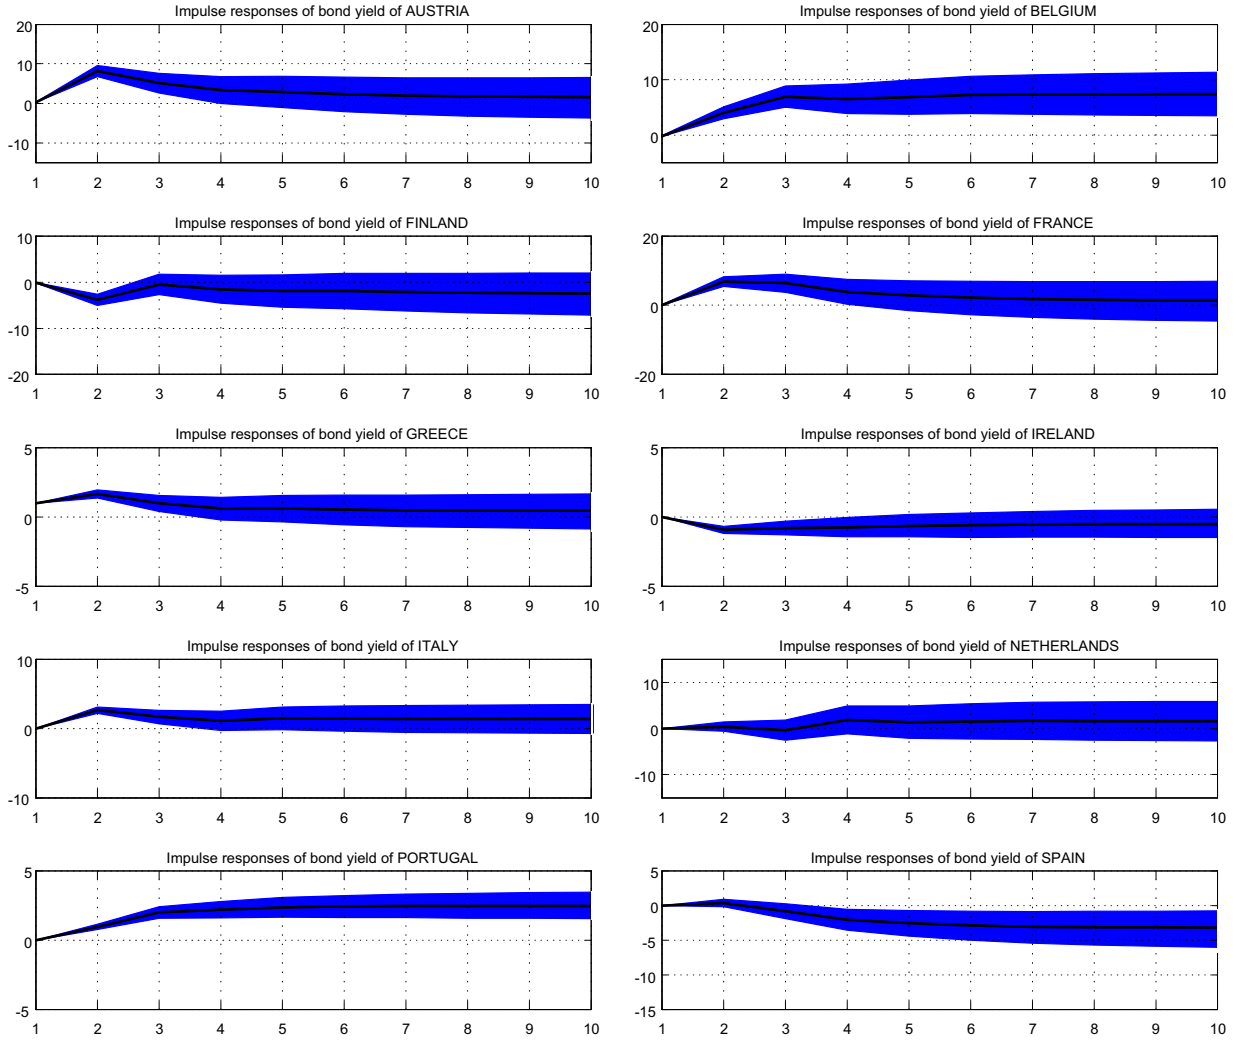 Impulse responses of bond yield of AUSTRIA
20
10
0
-10
1 2 3 4 5 6 7 8 9 10
Impulse responses of bond yield of BELGIUM
20
10
0
1 2 3 4 5 6 7 8 9 10
Impulse responses of bond yield of FINLAND
10
0
-10
-20
1 2 3 4 5 6 7 8 9 10
Impulse responses of bond yield of FRANCE
20
0
-20
1 2 3 4 5 6 7 8 9 10
Impulse responses of bond yield of GREECE
5
0
-5
1 2 3 4 5 6 7 8 9 10
Impulse responses of bond yield of IRELAND
5
0
-5
1 2 3 4 5 6 7 8 9 10
Impulse responses of bond yield of ITALY
10
0
-10
1 2 3 4 5 6 7 8 9 10
Impulse responses of bond yield of NETHERLANDS
10
0
-10
1 2 3 4 5 6 7 8 9 10
Impulse responses of bond yield of PORTUGAL
5
0
-5
1 2 3 4 5 6 7 8 9 10
Impulse responses of bond yield of SPAIN
5
0
-5
-10
-15
1 2 3 4 5 6 7 8 9 10